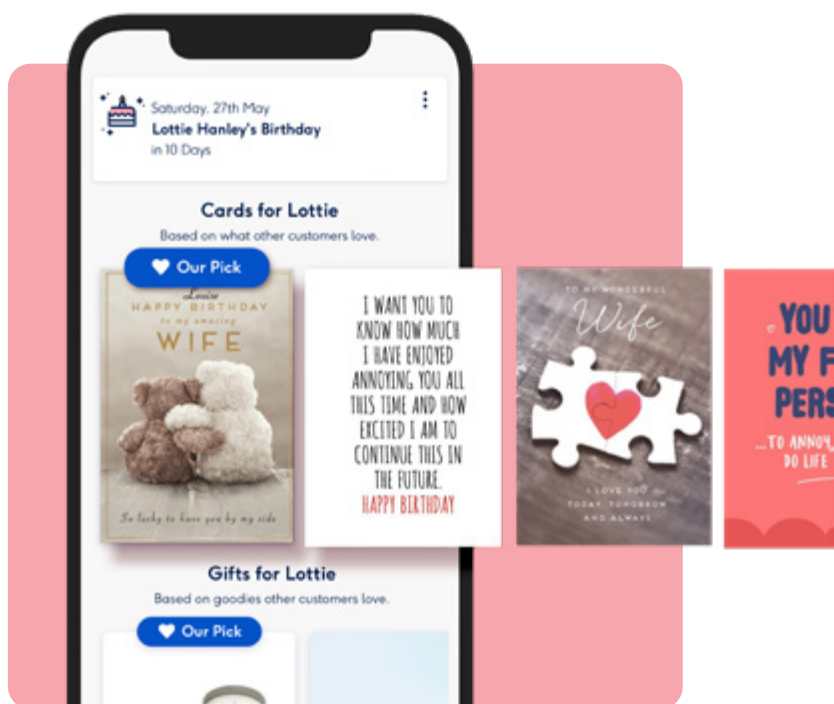 Saturday, 27th May
Lottie Hanley's Birthday
in 10 Days
Cards for Lottie
Based on what other customers love.
Our Pick
Louise
HAPPY BIRTHDAY
to my amazing
WIFE
So lucky to have you by my side
I WANT YOU TO
KNOW HOW MUCH
I HAVE ENJOYED
ANNOYING YOU ALL
THIS TIME AND HOW
EXCITED I AM TO
CONTINUE THIS IN
THE FUTURE.
HAPPY BIRTHDAY
TO MY WONDERFUL
Wife
I LOVE YOU
TODAY, TOMORROW
AND ALWAYS
YOU
MY F
PERS
...TO ANNOY
DO LIFE
Gifts for Lottie
Based on goodies other customers love.
Our Pick